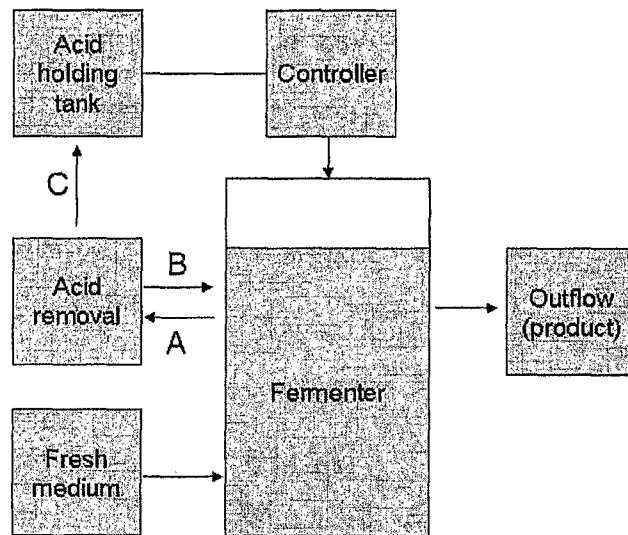 Acid
holding
tank
Controller
C
Acid
removal
B
A
Outflow
(product)
Fermenter
Fresh
medium